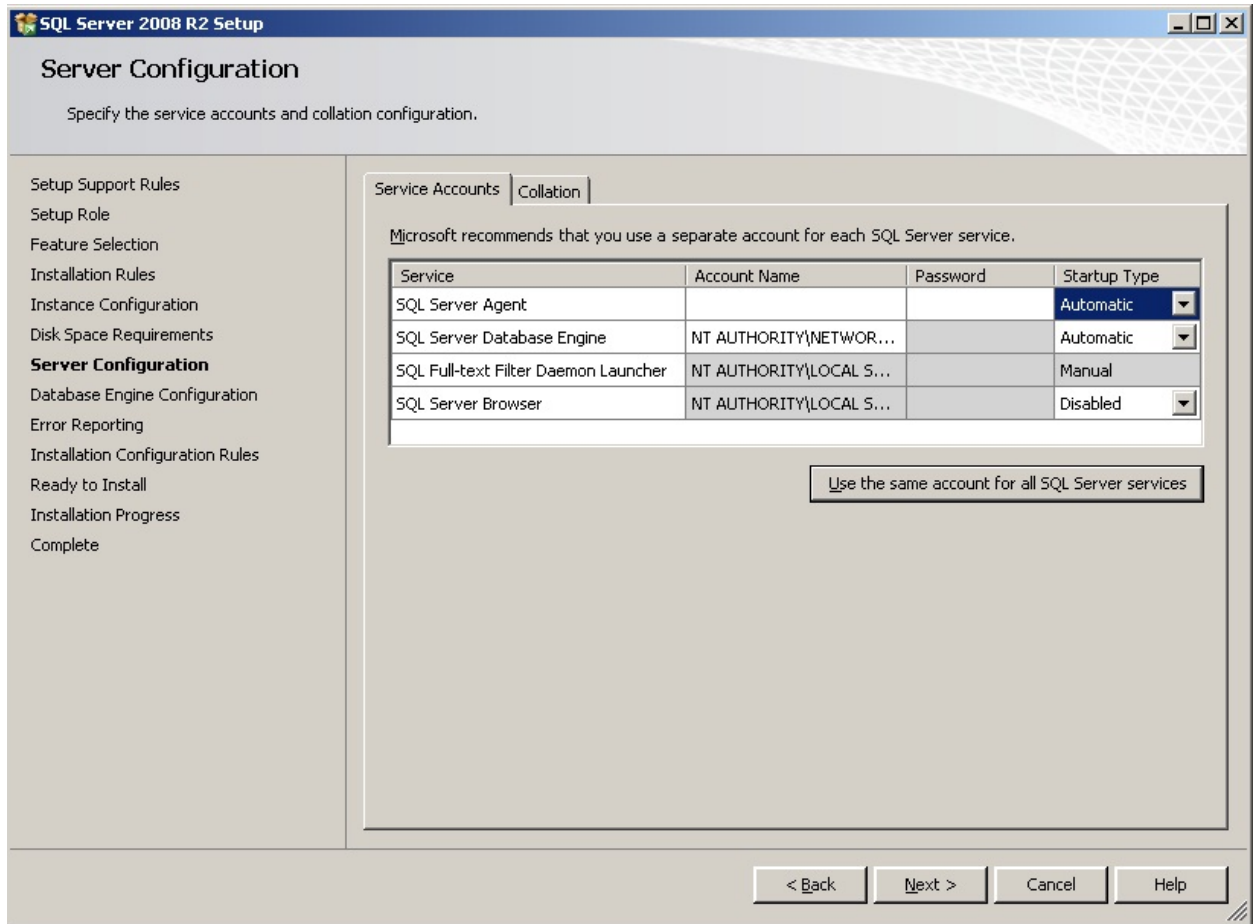 SQL Server 2008 R2 Setup
Server Configuration
Specify the service accounts and collation configuration.
Setup Support Rules
Setup Role
Feature Selection
Installation Rules
Instance Configuration
Disk Space Requirements
Server Configuration
Database Engine Configuration
Error Reporting
Installation Configuration Rules
Ready to Install
Installation Progress
Complete
Service Accounts Collation
Microsoft recommends that you use a separate account for each SQL Server service.
Service Account Name Password Startup Type
SQL Server Agent Automatic
SQL Server Database Engine NT AUTHORITY\NETWOR... Automatic
SQL Full-text Filter Daemon Launcher NT AUTHORITY\LOCAL S... Manual
SQL Server Browser NT AUTHORITY\LOCAL S... Disabled
Use the same account for all SQL Server services
< Back Next > Cancel Help